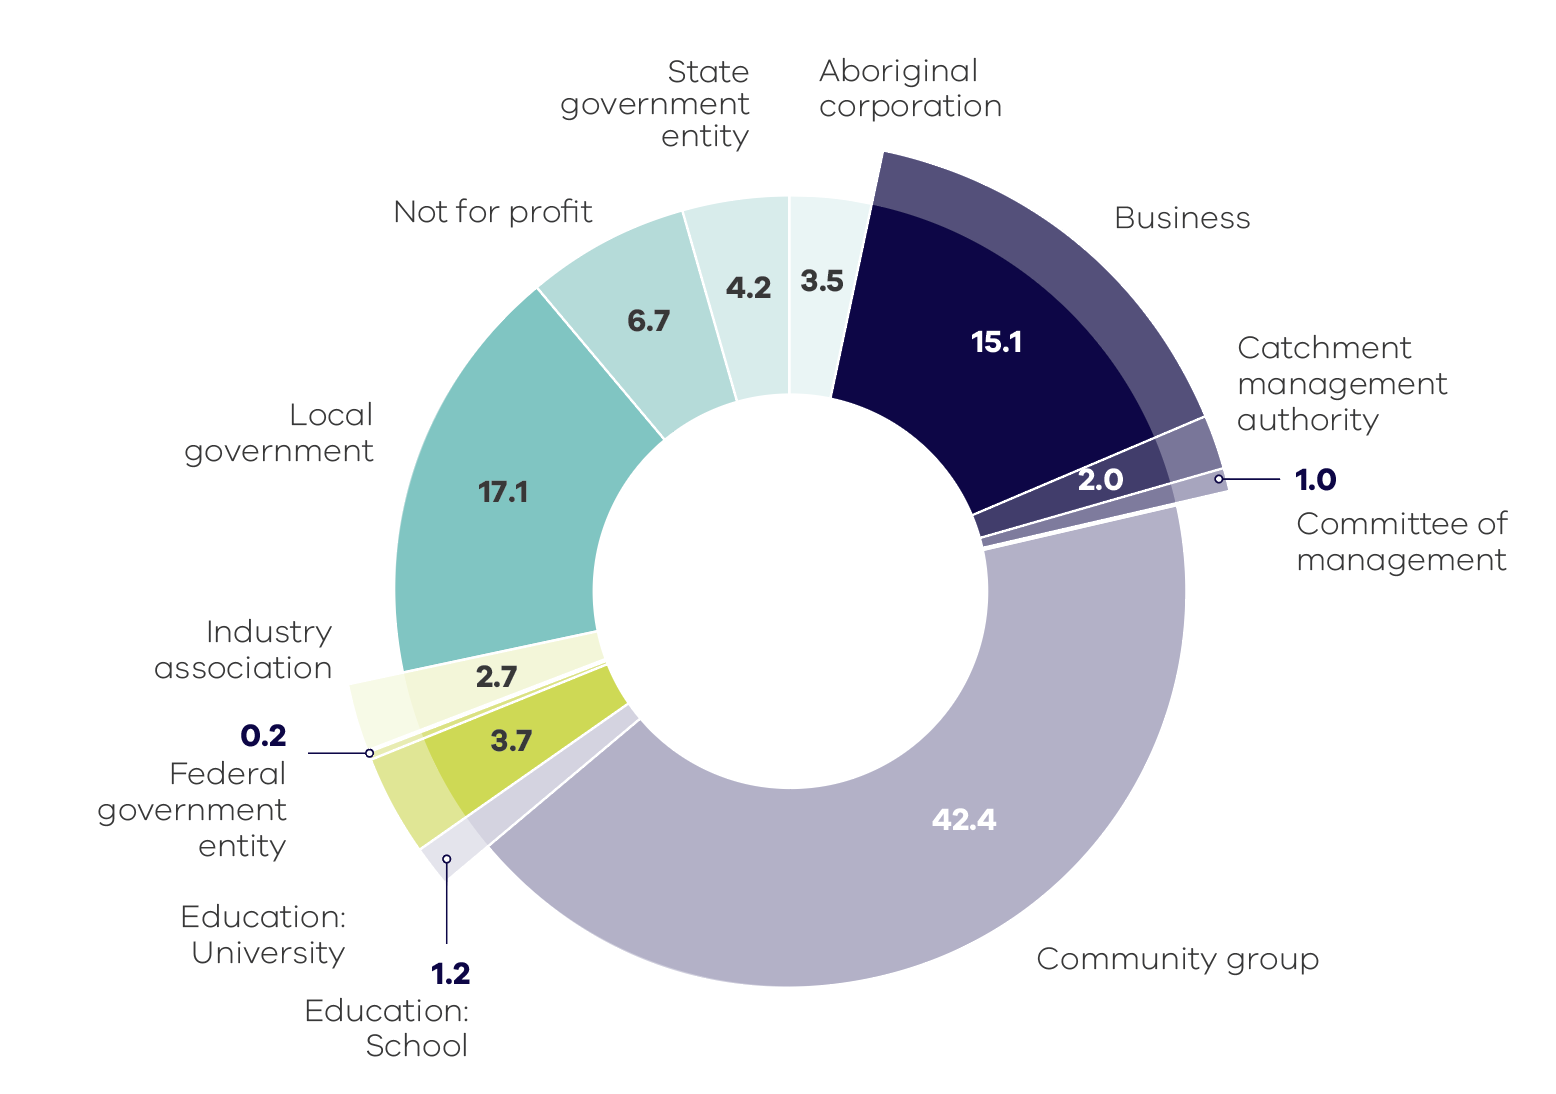 State
government
entity
Aboriginal
corporation
Not for profit
Business
4.2
3.5
6.7
15.1
Catchment
management
authority
Local
government
17.1
2.0
1.0
Committee of
management
Industry
association
2.7
0.2
Federal
government
entity
3.7
42.4
Education:
University
1.2
Education:
School
Community group